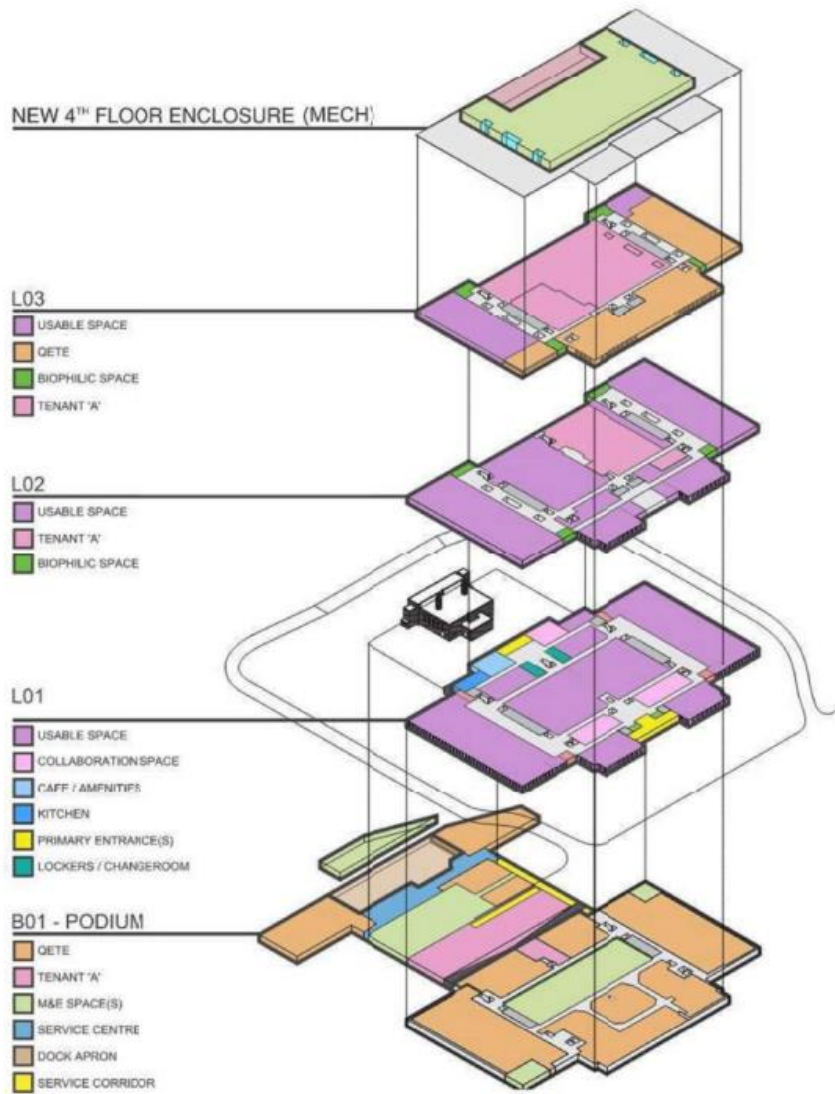 NEW 4TH FLOOR ENCLOSURE (MECH)
L03
USABLE SPACE
QETE
BIOPHILIC SPACE
TENANT 'A'
L02
USABLE SPACE
TENANT 'A'
BIOPHILIC SPACE
L01
USABLE SPACE
COLLABORATION SPACE
CAFE / AMENITIES
KITCHEN
PRIMARY ENTRANCE(S)
LOCKERS / CHANGEROOM
B01 - PODIUM
QETE
TENANT 'A'
M&E SPACE(S)
SERVICE CENTRE
DOCK APRON
SERVICE CORRIDOR